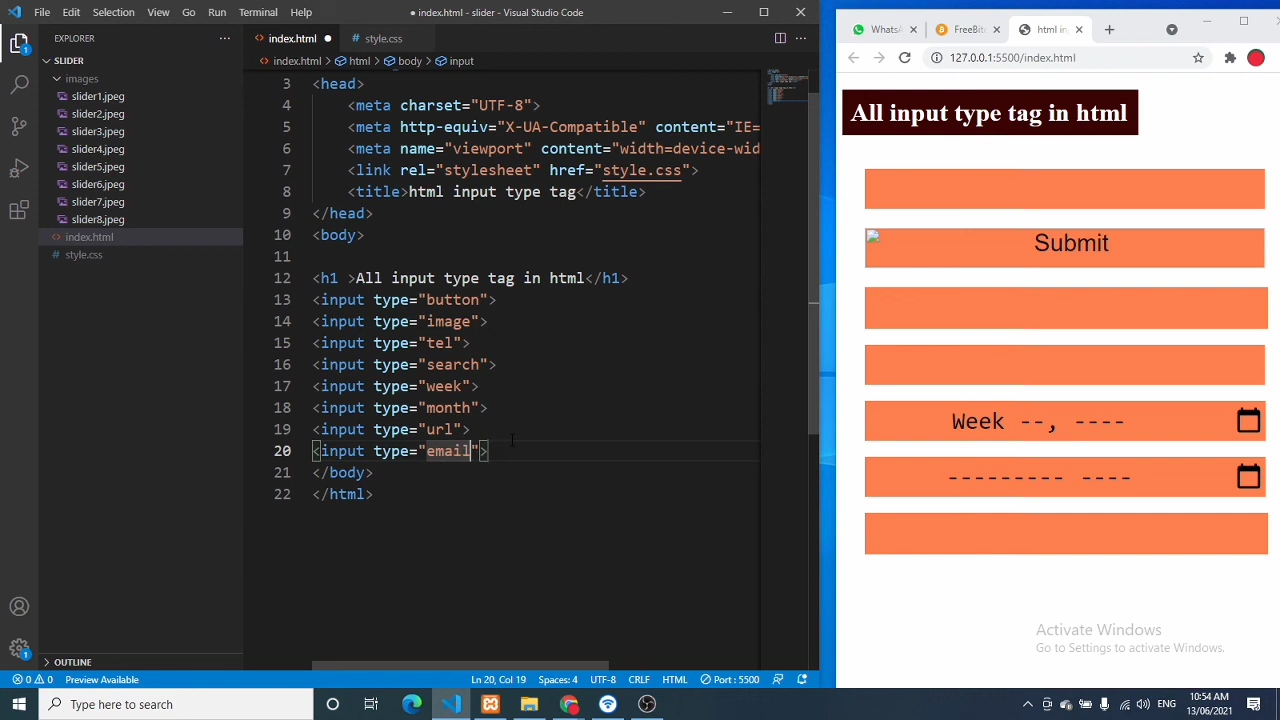 File Edit Selection View Go Run Terminal Help
● index.html - slider - Visual Studio Code
EXPLORER
SLIDER
images
slider1.jpeg
slider2.jpeg
slider3.jpeg
slider4.jpeg
slider5.jpeg
slider6.jpeg
slider7.jpeg
slider8.jpeg
index.html
style.css
OUTLINE
index.html
style.css
index.html > html > body > input
3 <head>
4 <meta charset="UTF-8">
5 <meta http-equiv="X-UA-Compatible" content="IE=
6 <meta name="viewport" content="width=device-wid
7 <link rel="stylesheet" href="style.css">
8 <title>html input type tag</title>
9 </head>
10 <body>
11
12 <h1 >All input type tag in html</h1>
13 <input type="button">
14 <input type="image">
15 <input type="tel">
16 <input type="search">
17 <input type="week">
18 <input type="month">
19 <input type="url">
20 <input type="email">
21 </body>
22 </html>
0 0 Preview Available
Ln 20, Col 19 Spaces: 4 UTF-8 CRLF HTML Port : 5500
WhatsA
FreeBit
html in
127.0.0.1:5500/index.html
All input type tag in html
Submit
Week --, ----
--------- ----
Activate Windows
Go to Settings to activate Windows.
Type here to search
ENG
10:54 AM
13/06/2021